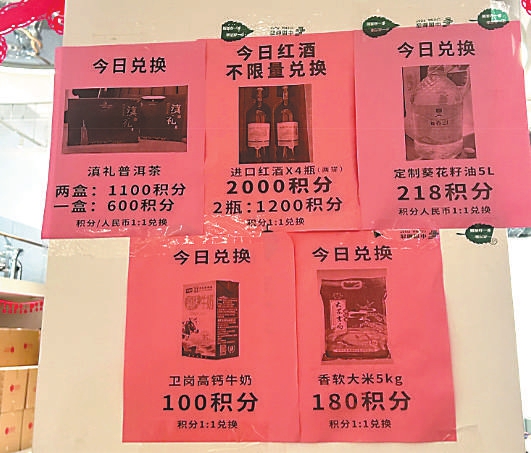 今日兑换
滇礼
滇礼
滇礼普洱茶
两盒：1100积分
一盒：600积分
积分/人民币1:1兑换
今日红酒
不限量兑换
进口红酒X4瓶(两提)
2000积分
2瓶：1200积分
积分1:1兑换
今日兑换
定制葵花籽油5L
218积分
积分/人民币1:1兑换
今日兑换
卫岗高钙牛奶
100积分
积分1:1兑换
今日兑换
香软大米5kg
180积分
积分1:1兑换